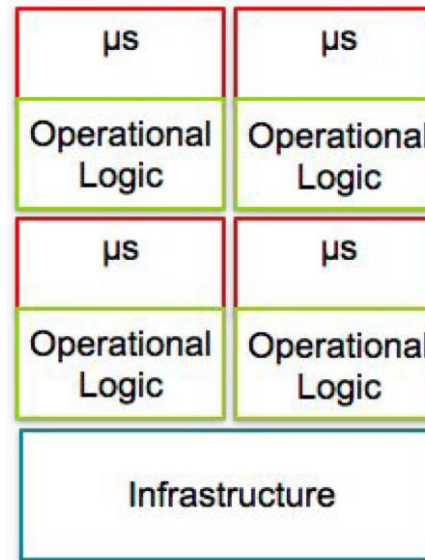 µs
µs
Operational
Logic
Operational
Logic
µs
µs
Operational
Logic
Operational
Logic
Infrastructure